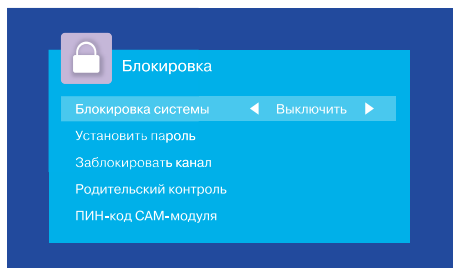 Блокировка
Блокировка системы Выключить
Установить пароль
Заблокировать канал
Родительский контроль
ПИН-код CAM-модуля